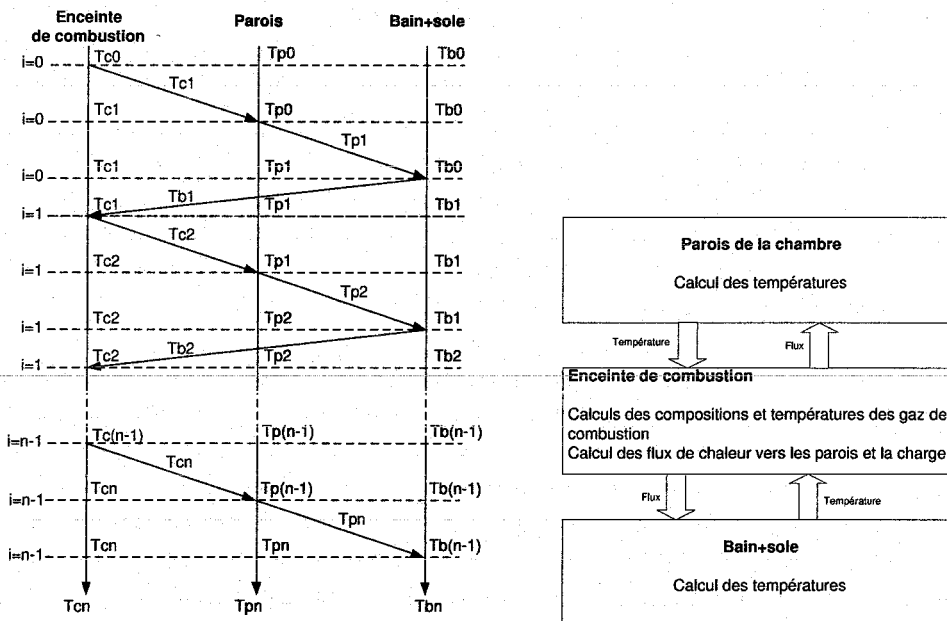 Enceinte
de combustion
Parois
Bain+sole
i=0 Tc0 Tp0 Tb0
Tc1
i=0 Tc1 Tp0 Tb0
Tp1
i=0 Tc1 Tp1 Tb0
Tb1
i=1 Tc1 Tp1 Tb1
Tc2
i=1 Tc2 Tp1 Tb1
Tp2
i=1 Tc2 Tp2 Tb1
Tb2
i=1 Tc2 Tp2 Tb2
i=n-1 Tc(n-1) Tp(n-i) Tb(n-1)
Tcn
i=n-1 Tcn Tp(n-1) Tb(n-1)
Tpn
i=n-1 Tcn Tpn Tb(n-1)
Tcn Tpn Tbn
Parois de la chambre
Calcul des températures
Température
Flux
Enceinte de combustion
Calculs des compositions et températures des gaz de
combustion
Calcul des flux de chaleur vers les parois et la charge
Flux
Température
Bain+sole
Calcul des températures